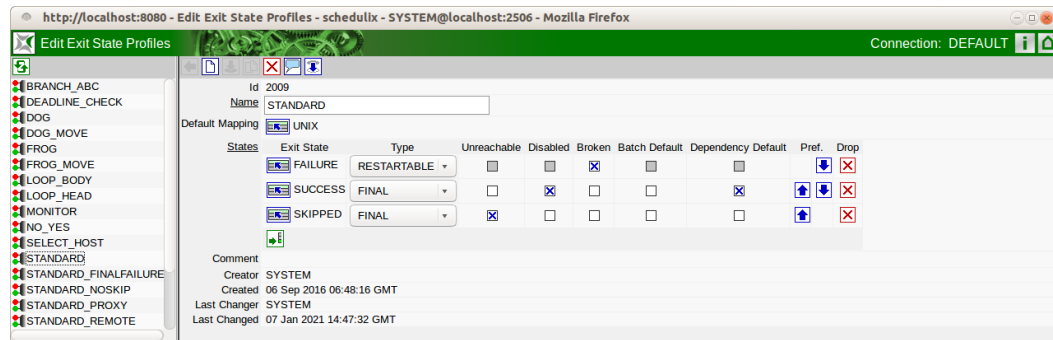 http://localhost:8080 - Edit Exit State Profiles - schedulix - SYSTEM@localhost:2506 - Mozilla Firefox
Edit Exit State Profiles
Connection: DEFAULT
BRANCH_ABC
DEADLINE_CHECK
DOG
DOG_MOVE
FROG
FROG_MOVE
LOOP_BODY
LOOP_HEAD
MONITOR
NO_YES
SELECT_HOST
STANDARD
STANDARD_FINALFAILURE
STANDARD_NOSKIP
STANDARD_PROXY
STANDARD_REMOTE
Id 2009
Name STANDARD
Default Mapping UNIX
States Exit State Type Unreachable Disabled Broken Batch Default Dependency Default Pref. Drop
FAILURE RESTARTABLE
SUCCESS FINAL
SKIPPED FINAL
Comment
Creator SYSTEM
Created 06 Sep 2016 06:48:16 GMT
Last Changer SYSTEM
Last Changed 07 Jan 2021 14:47:32 GMT